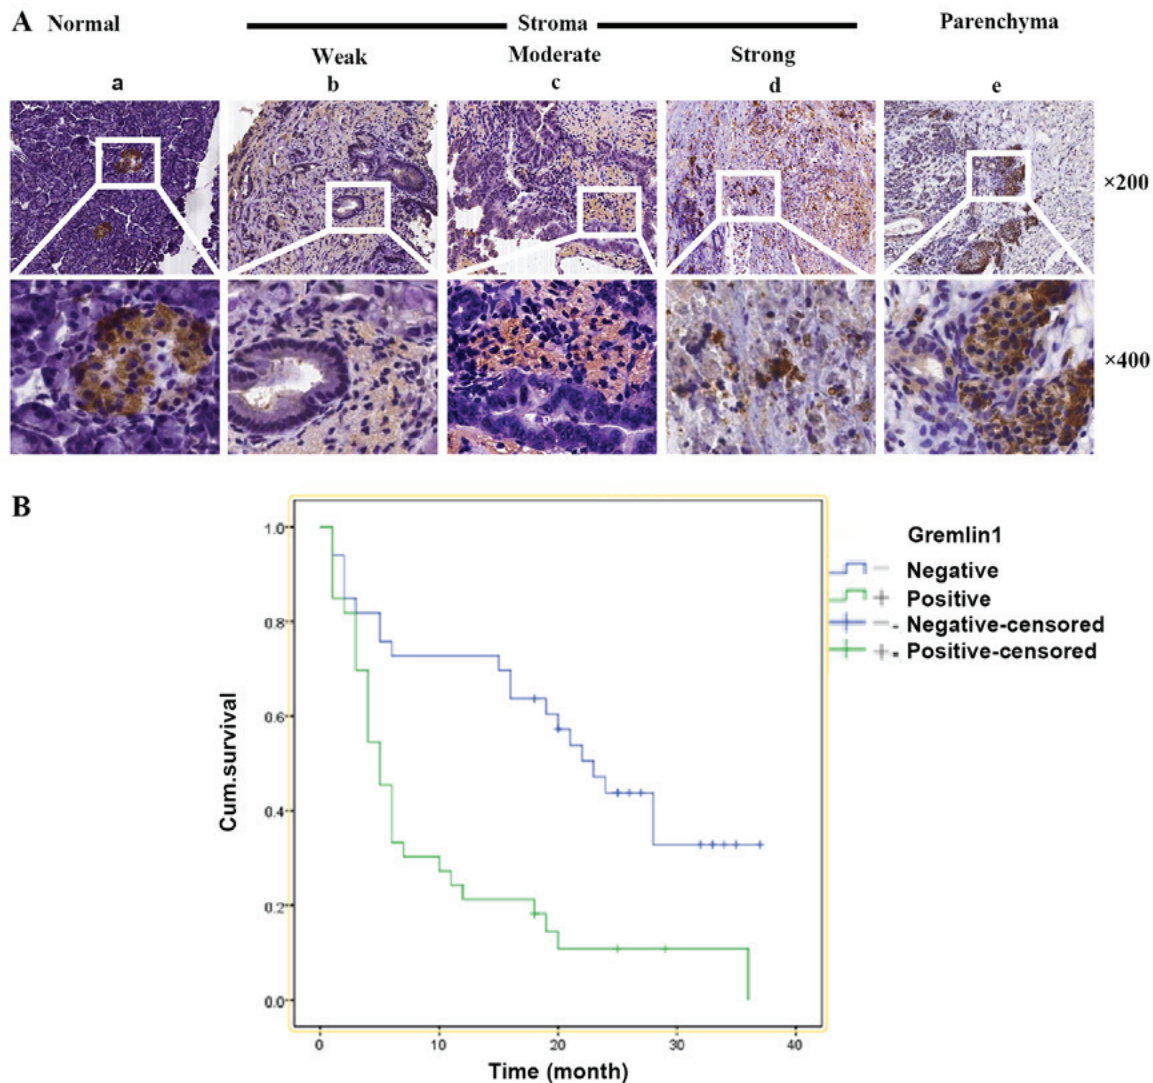 A Normal Stroma Parenchyma
Weak Moderate Strong
a b c d e
×200
×400
B
Gremlin1
Negative
Positive
Negative-censored
Positive-censored
1.0
0.8
0.6
0.4
0.2
0.0
Cum.survival
0 10 20 30 40
Time (month)